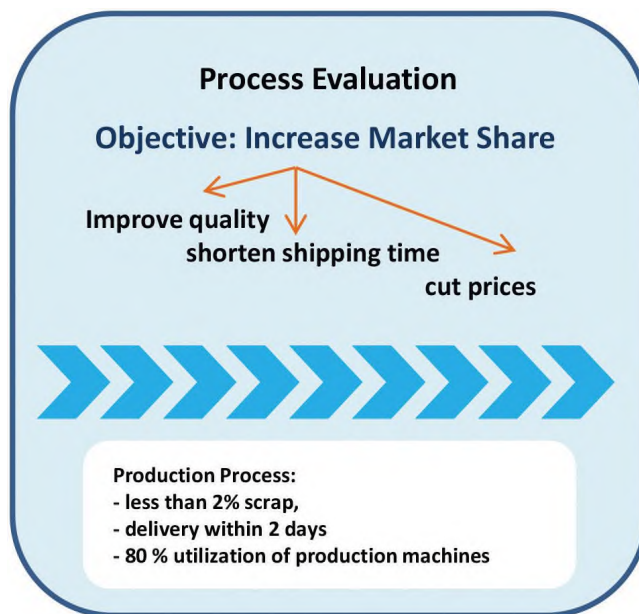 Process Evaluation
Objective: Increase Market Share
Improve quality
shorten shipping time
cut prices
Production Process:
- less than 2% scrap,
- delivery within 2 days
- 80 % utilization of production machines